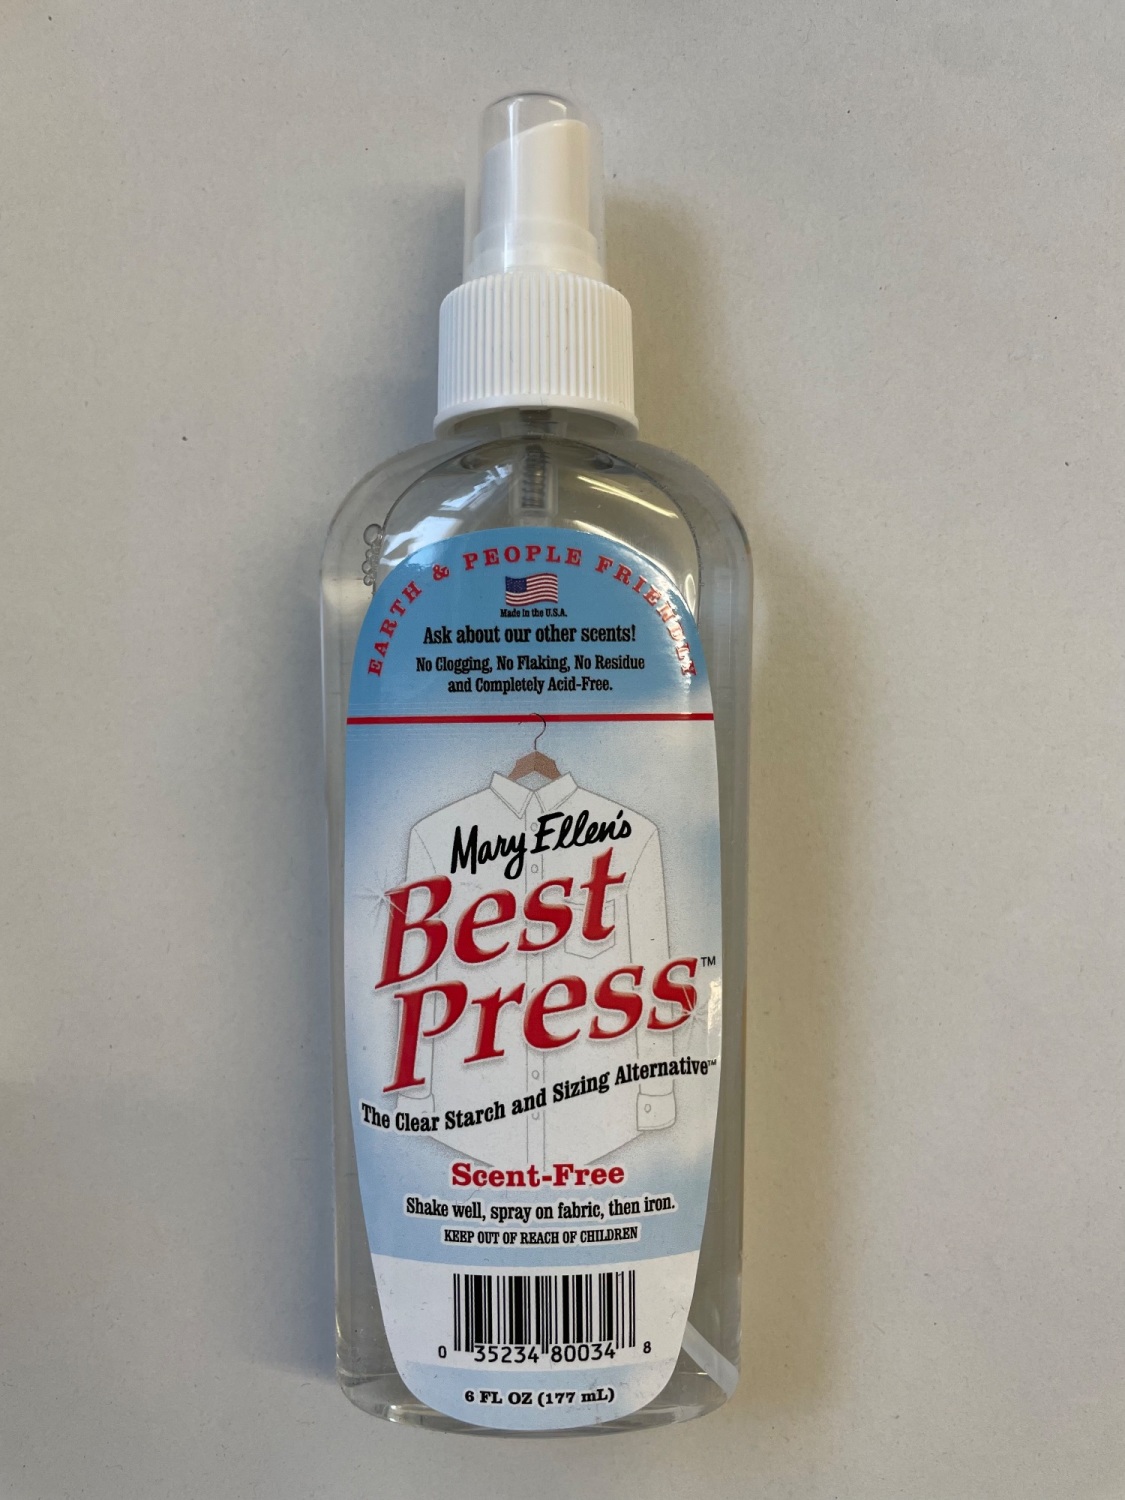 EARTH & PEOPLE FRIENDLY
Made in the U.S.A.
Ask about our other scents!
No Clogging, No Flaking, No Residue
and Completely Acid-Free.
Mary Ellen's
Best
Press™
The Clear Starch and Sizing Alternative™
Scent-Free
Shake well, spray on fabric, then iron.
KEEP OUT OF REACH OF CHILDREN
0 35234 80034 8
6 FL OZ (177 mL)